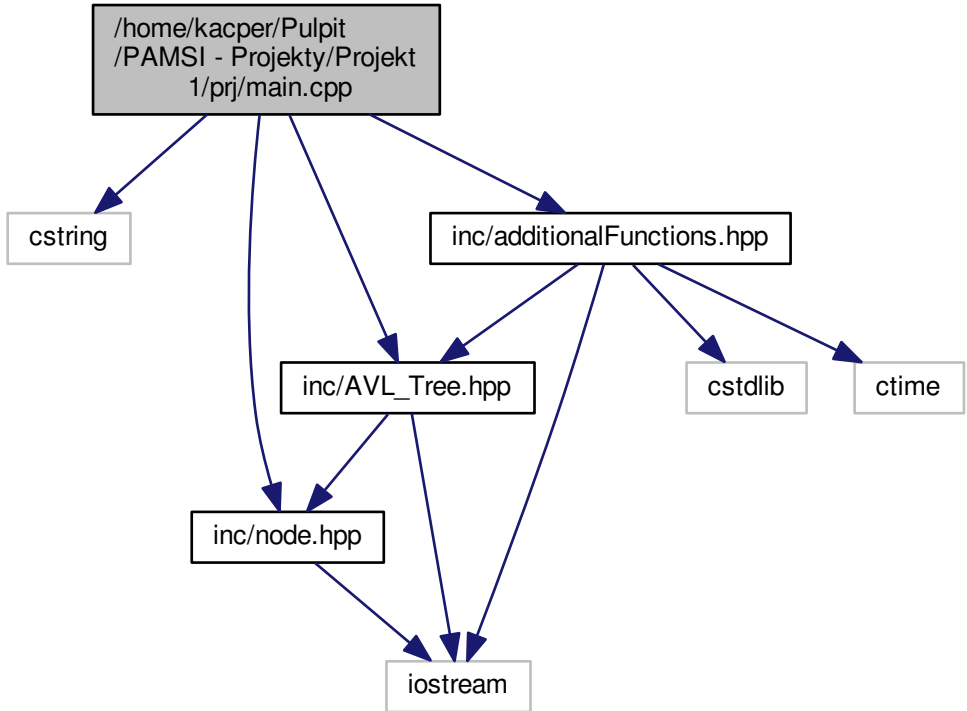 /home/kacper/Pulpit
/PAMSI - Projekty/Projekt
1/prj/main.cpp
cstring
inc/additionalFunctions.hpp
inc/AVL_Tree.hpp
cstdlib
ctime
inc/node.hpp
iostream